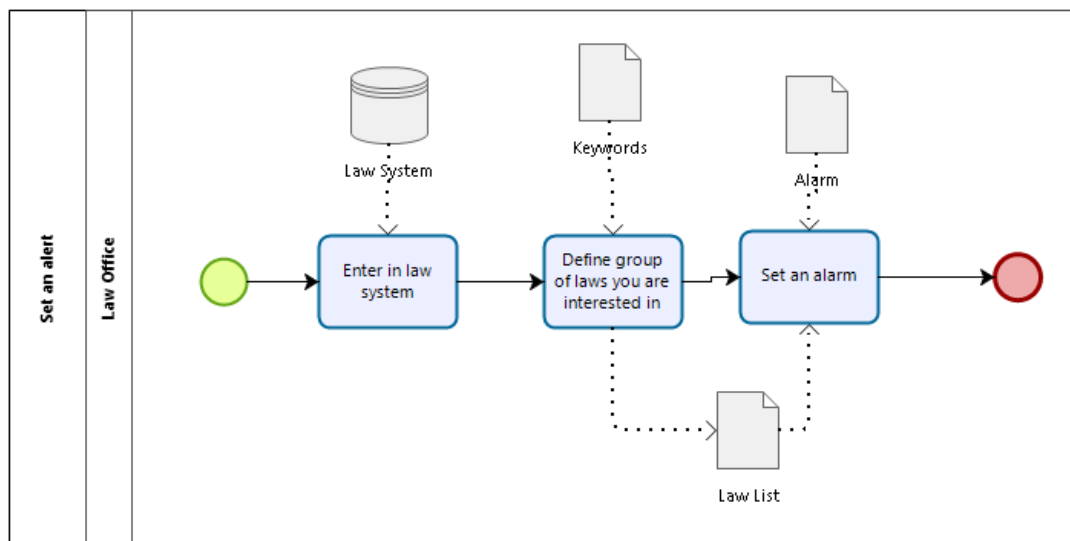 Set an alert
Law Office
Law System
Keywords
Alarm
Enter in law
system
Define group
of laws you are
interested in
Set an alarm
Law List